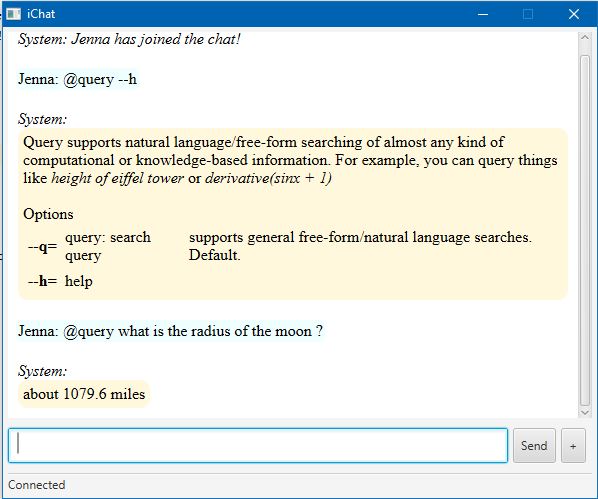 iChat
System: Jenna has joined the chat!
Jenna: @query --h
System:
Query supports natural language/free-form searching of almost any kind of
computational or knowledge-based information. For example, you can query things
like height of eiffel tower or derivative(sinx + 1)
Options
--q= query: search query supports general free-form/natural language searches. Default.
--h= help
Jenna: @query what is the radius of the moon ?
System:
about 1079.6 miles
Send +
Connected